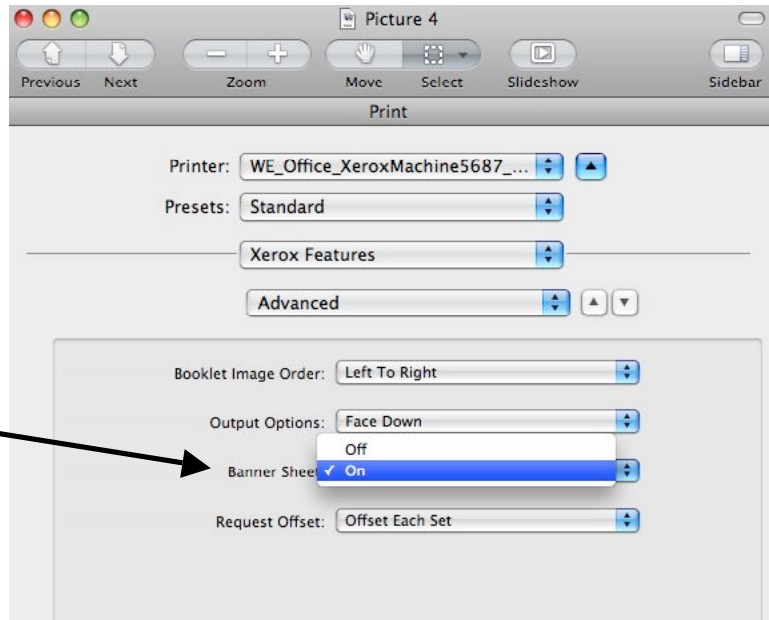 Picture 4
Previous Next Zoom Move Select Slideshow Sidebar
Print
Printer: WE_Office_XeroxMachine5687_...
Presets: Standard
Xerox Features
Advanced
Booklet Image Order: Left To Right
Output Options: Face Down
Off
Banner Sheet ✓ On
Request Offset: Offset Each Set